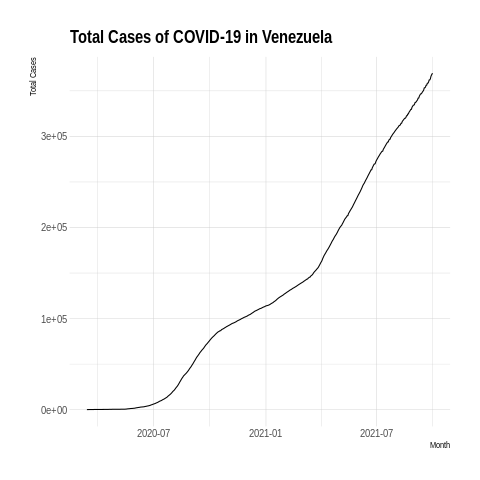 Total Cases of COVID-19 in Venezuela
Total Cases
3e+05
2e+05
1e+05
0e+00
2020-07 2021-01 2021-07
Month